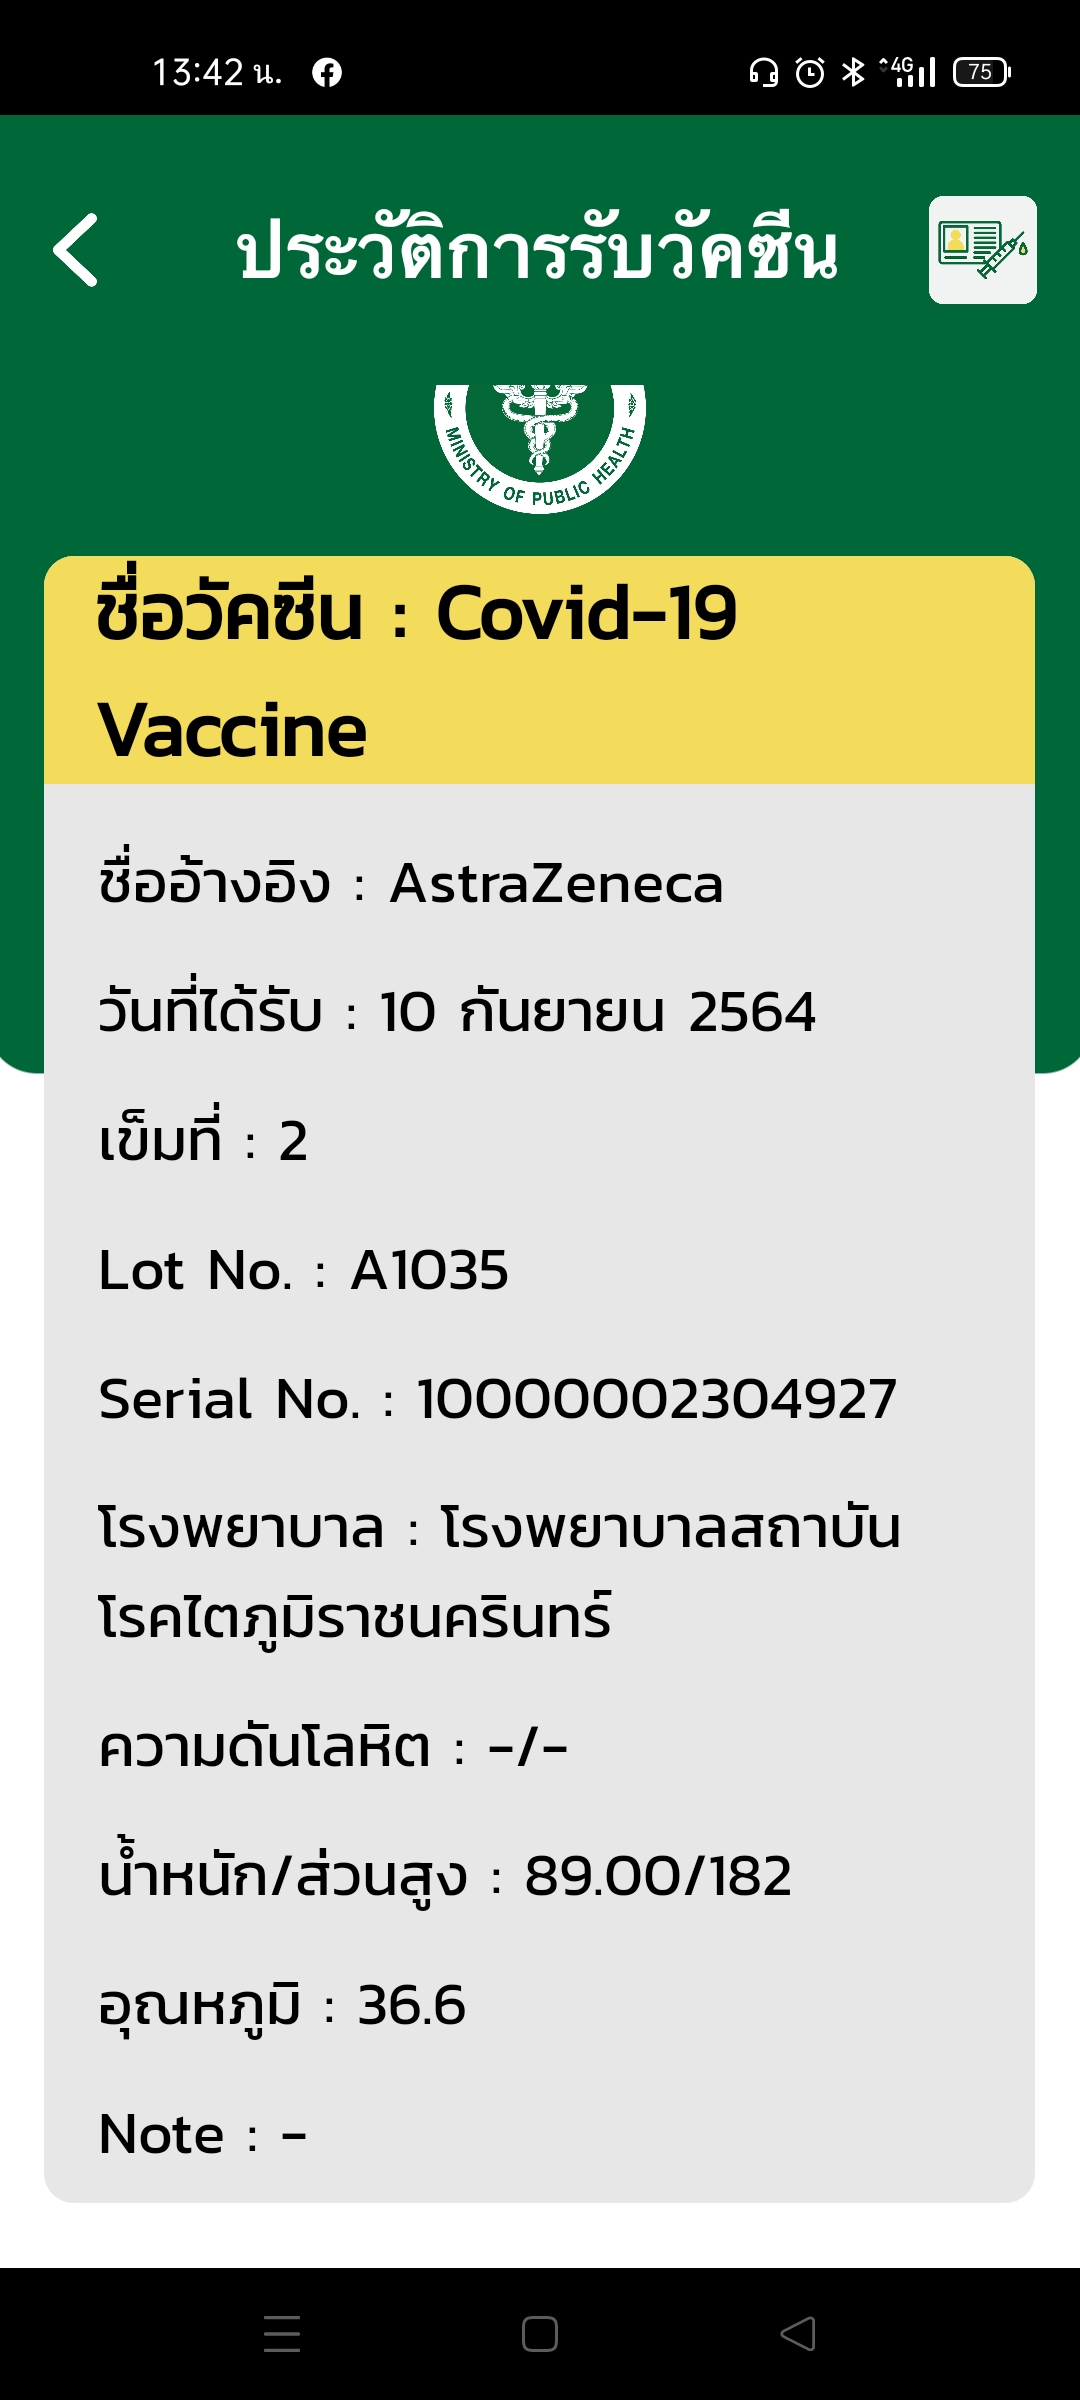 13:42 น.
4G
75
ประวัติการรับวัคซีน
MINISTRY OF PUBLIC HEALTH
ชื่อวัคซีน : Covid-19
Vaccine
ชื่ออ้างอิง : AstraZeneca
วันที่ได้รับ : 10 กันยายน 2564
เข็มที่ : 2
Lot No. : A1035
Serial No. : 10000002304927
โรงพยาบาล : โรงพยาบาลสถาบัน
โรคไตภูมิราชนครินทร์
ความดันโลหิต : -/-
น้ำหนัก/ส่วนสูง : 89.00/182
อุณหภูมิ : 36.6
Note : -